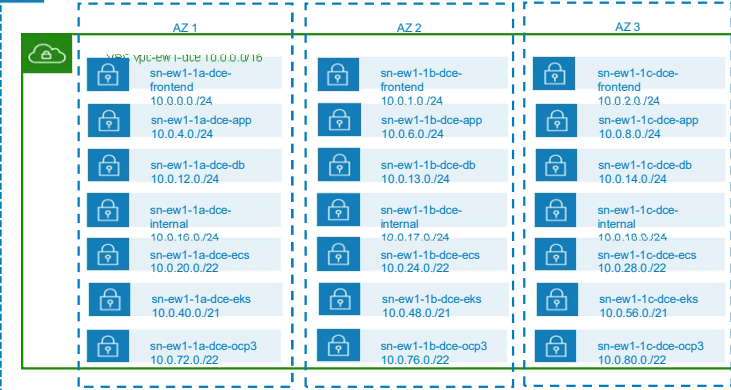 AZ 1
AZ 2
AZ 3
vpc-ew1-dce 10.0.0.0/16
sn-ew1-1a-dce-
frontend
10.0.0.0./24
sn-ew1-1b-dce-
frontend
10.0.1.0./24
sn-ew1-1c-dce-
frontend
10.0.2.0./24
sn-ew1-1a-dce-app
10.0.4.0./24
sn-ew1-1b-dce-app
10.0.6.0./24
sn-ew1-1c-dce-app
10.0.8.0./24
sn-ew1-1a-dce-db
10.0.12.0./24
sn-ew1-1b-dce-db
10.0.13.0./24
sn-ew1-1c-dce-db
10.0.14.0./24
sn-ew1-1a-dce-
internal
10.0.16.0./24
sn-ew1-1b-dce-
internal
10.0.17.0./24
sn-ew1-1c-dce-
internal
sn-ew1-1a-dce-ecs
10.0.20.0./22
sn-ew1-1b-dce-ecs
10.0.24.0./22
sn-ew1-1c-dce-ecs
10.0.28.0./22
sn-ew1-1a-dce-eks
10.0.40.0./21
sn-ew1-1b-dce-eks
10.0.48.0./21
sn-ew1-1c-dce-eks
10.0.56.0./21
sn-ew1-1a-dce-ocp3
10.0.72.0./22
sn-ew1-1b-dce-ocp3
10.0.76.0./22
sn-ew1-1c-dce-ocp3
10.0.80.0./22